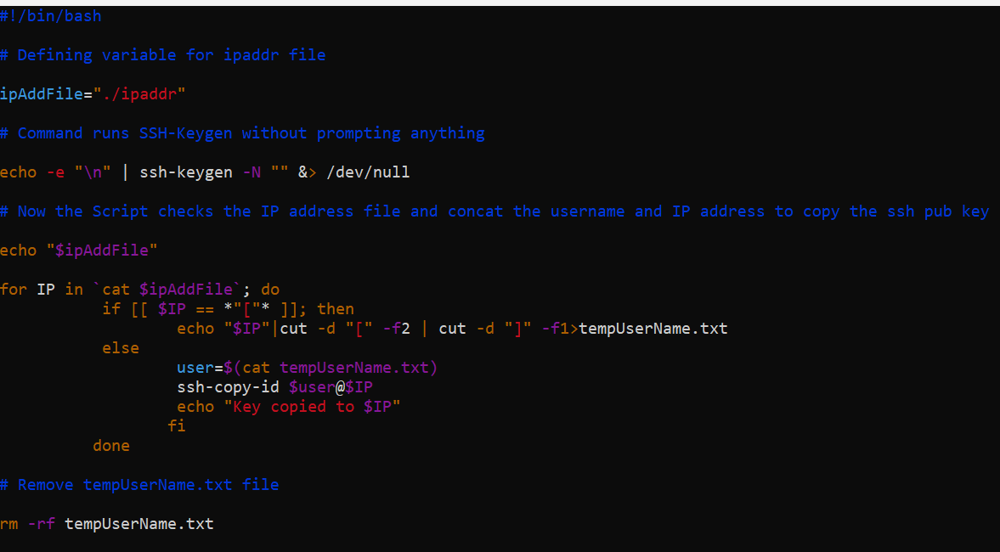 #!/bin/bash
# Defining variable for ipaddr file
ipAddFile="./ipaddr"
# Command runs SSH-Keygen without prompting anything
echo -e "\n" | ssh-keygen -N "" &> /dev/null
# Now the Script checks the IP address file and concat the username and IP address to copy the ssh pub key
echo "$ipAddFile"
for IP in `cat $ipAddFile`; do
if [[ $IP == *"["* ]]; then
echo "$IP"|cut -d "[" -f2 | cut -d "]" -f1>tempUserName.txt
else
user=$(cat tempUserName.txt)
ssh-copy-id $user@$IP
echo "Key copied to $IP"
fi
done
# Remove tempUserName.txt file
rm -rf tempUserName.txt